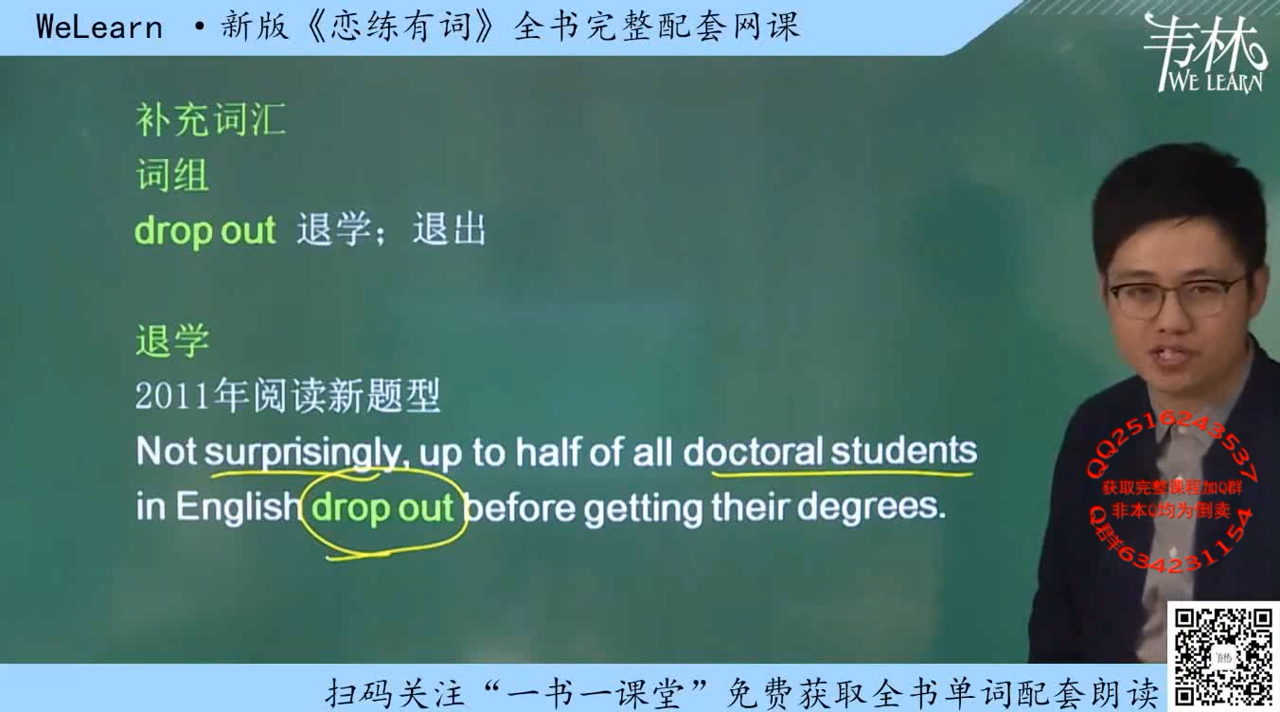 WeLearn ·新版《恋练有词》全书完整配套网课
韦林
WE LEARN
补充词汇
词组
drop out 退学；退出
退学
2011年阅读新题型
Not surprisingly, up to half of all doctoral students
in English drop out before getting their degrees.
QQ2516243537
获取完整课程加Q群
非本Q均为倒卖
Q群634231154
扫码关注“一书一课堂”免费获取全书单词配套朗读